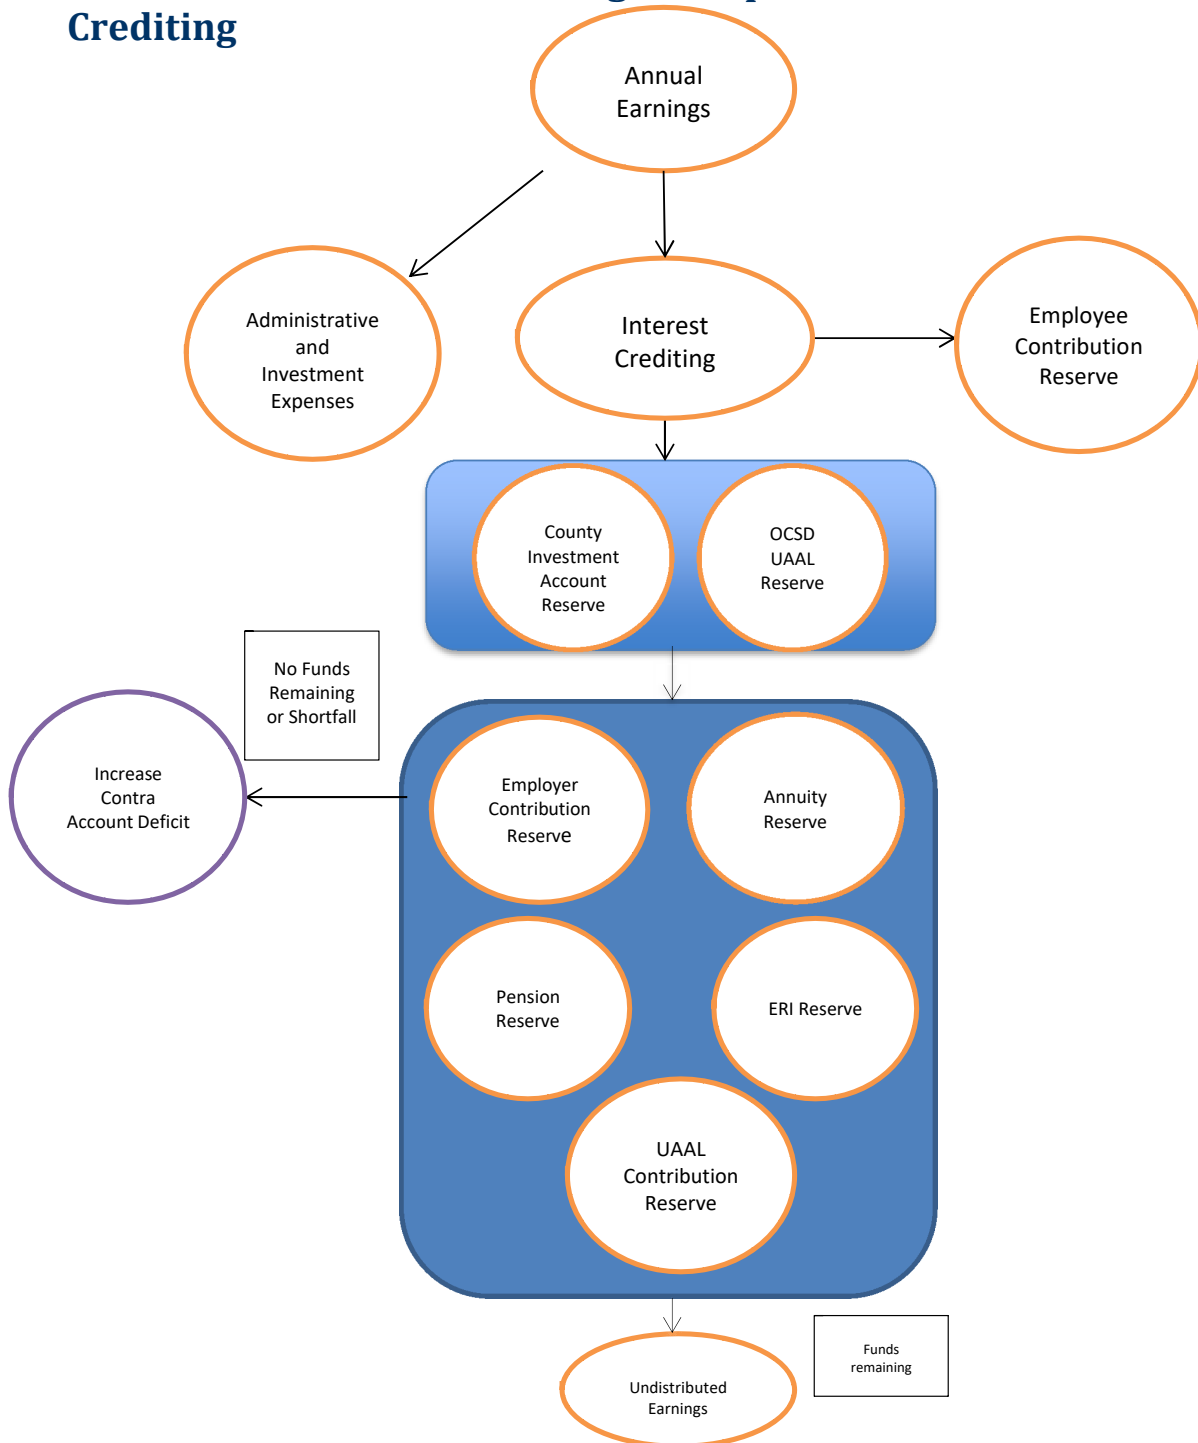 Crediting
Annual
Earnings
Administrative
and
Investment
Expenses
Interest
Crediting
Employee
Contribution
Reserve
County
Investment
Account
Reserve
OCSD
UAAL
Reserve
No Funds
Remaining
or Shortfall
Increase
Contra
Account Deficit
Employer
Contribution
Reserve
Annuity
Reserve
Pension
Reserve
ERI Reserve
UAAL
Contribution
Reserve
Funds
remaining
Undistributed
Earnings